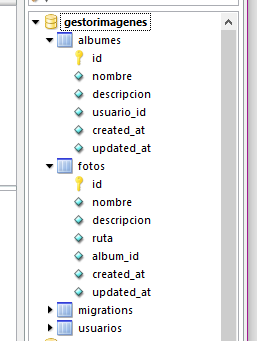 gestorimagenes
albumes
id
nombre
descripcion
usuario_id
created_at
updated_at
fotos
id
nombre
descripcion
ruta
album_id
created_at
updated_at
migrations
usuarios